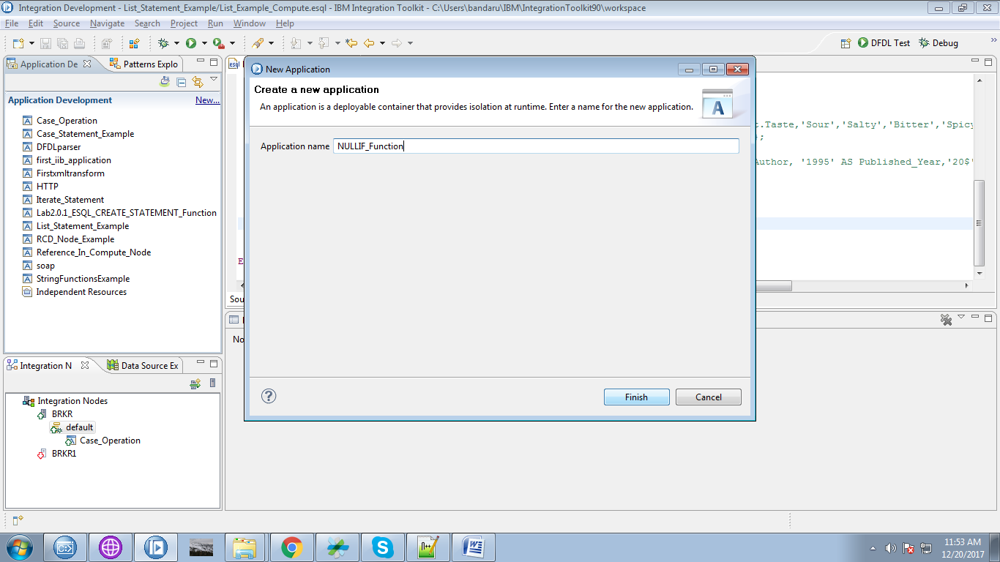 Integration Development - List_Statement_Example/List_Example_Compute.esql - IBM Integration Toolkit - C:\Users\bandaru\IBM\IntegrationToolkit90\workspace
File Edit Source Navigate Search Project Run Window Help
DFDL Test Debug
Application De Patterns Explo
Application Development New...
Case_Operation
Case_Statement_Example
DFDLparser
first_iib_application
Firstxmltransform
HTTP
Iterate_Statement
Lab2.0.1_ESQL_CREATE_STATEMENT_Function
List_Statement_Example
RCD_Node_Example
Reference_In_Compute_Node
soap
StringFunctionsExample
Independent Resources
Integration N Data Source Ex
Integration Nodes
BRKR
default
Case_Operation
BRKR1
esql
New Application
Create a new application
An application is a deployable container that provides isolation at runtime. Enter a name for the new application.
A
Application name NULLIF_Function
Finish Cancel
t.Taste,'Sour','Salty','Bitter','Spicy
;
Author, '1995' AS Published_Year,'20$'
E
Sou
No
11:53 AM
12/20/2017